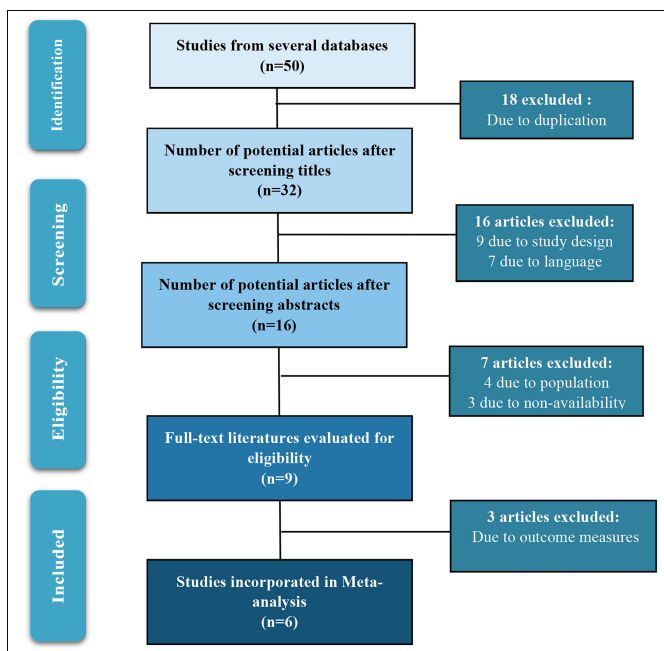 Identification
Studies from several databases
(n=50)
18 excluded :
Due to duplication
Number of potential articles after
screening titles
(n=32)
Screening
16 articles excluded:
9 due to study design
7 due to language
Number of potential articles after
screening abstracts
(n=16)
Eligibility
7 articles excluded:
4 due to population
3 due to non-availability
Full-text literatures evaluated for
eligibility
(n=9)
Included
3 articles excluded:
Due to outcome measures
Studies incorporated in Meta-
analysis
(n=6)